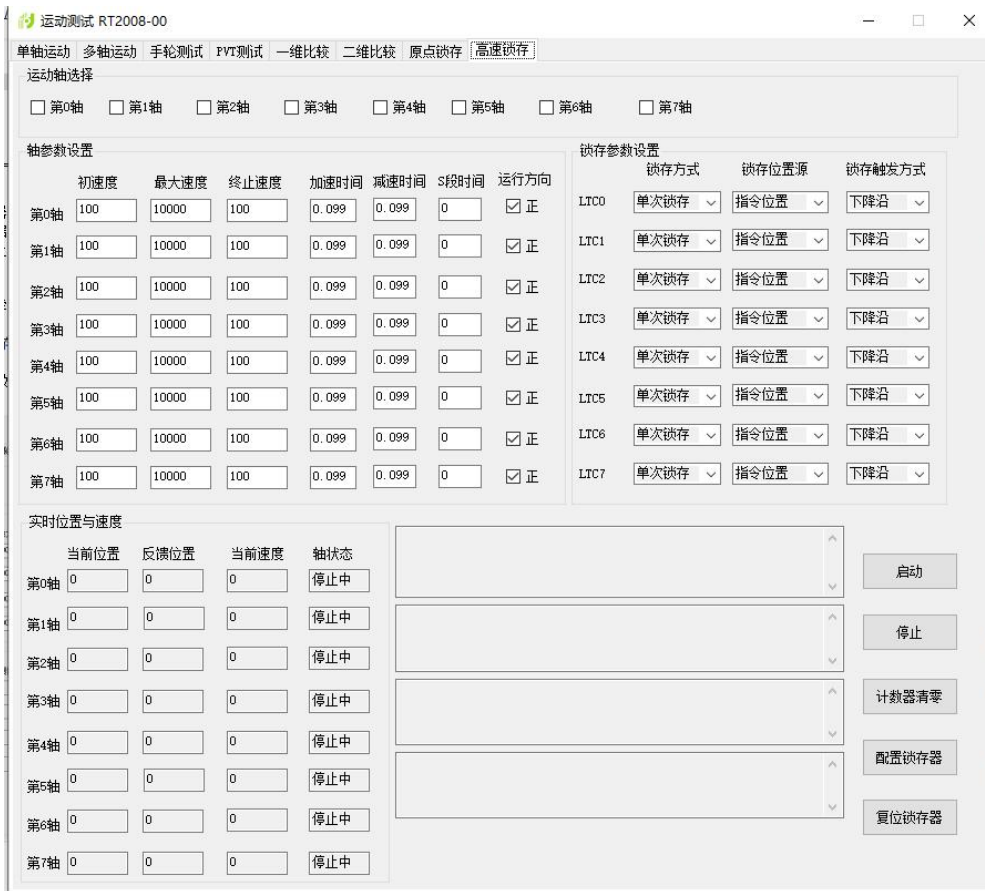 运动测试 RT2008-00
单轴运动 多轴运动 手轮测试 PVT测试 一维比较 二维比较 原点锁存 高速锁存
运动轴选择
第0轴 第1轴 第2轴 第3轴 第4轴 第5轴 第6轴 第7轴
轴参数设置
初速度 最大速度 终止速度 加速时间 减速时间 S段时间 运行方向
第0轴 100 10000 100 0.099 0.099 0 正
第1轴 100 10000 100 0.099 0.099 0 正
第2轴 100 10000 100 0.099 0.099 0 正
第3轴 100 10000 100 0.099 0.099 0 正
第4轴 100 10000 100 0.099 0.099 0 正
第5轴 100 10000 100 0.099 0.099 0 正
第6轴 100 10000 100 0.099 0.099 0 正
第7轴 100 10000 100 0.099 0.099 0 正
锁存参数设置
锁存方式 锁存位置源 锁存触发方式
LTC0 单次锁存 指令位置 下降沿
LTC1 单次锁存 指令位置 下降沿
LTC2 单次锁存 指令位置 下降沿
LTC3 单次锁存 指令位置 下降沿
LTC4 单次锁存 指令位置 下降沿
LTC5 单次锁存 指令位置 下降沿
LTC6 单次锁存 指令位置 下降沿
LTC7 单次锁存 指令位置 下降沿
实时位置与速度
当前位置 反馈位置 当前速度 轴状态
第0轴 0 0 0 停止中
第1轴 0 0 0 停止中
第2轴 0 0 0 停止中
第3轴 0 0 0 停止中
第4轴 0 0 0 停止中
第5轴 0 0 0 停止中
第6轴 0 0 0 停止中
第7轴 0 0 0 停止中
启动
停止
计数器清零
配置锁存器
复位锁存器